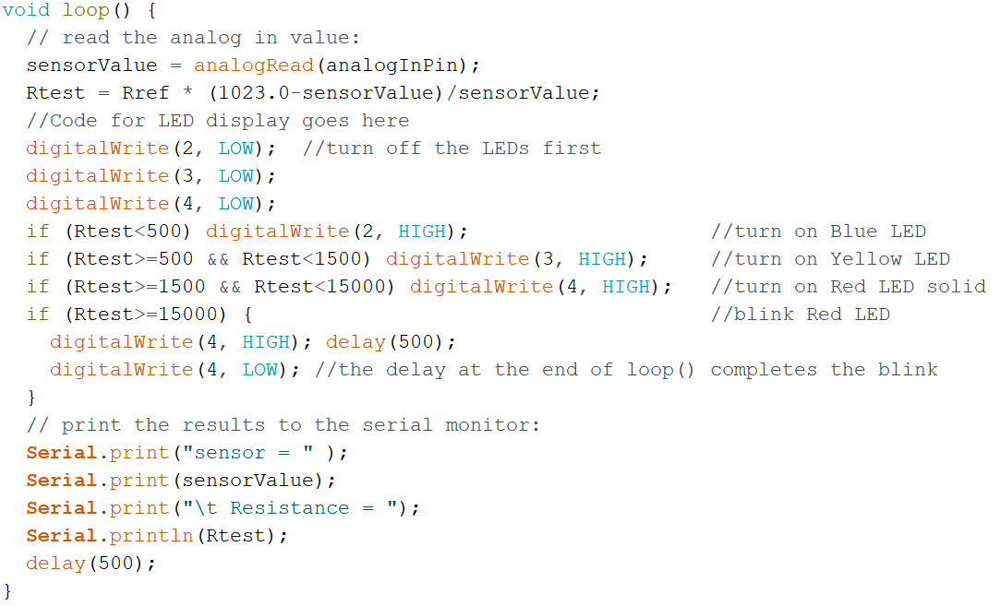 void loop() {
  // read the analog in value:
  sensorValue = analogRead(analogInPin);
  Rtest = Rref * (1023.0-sensorValue)/sensorValue;
  //Code for LED display goes here
  digitalWrite(2, LOW);  //turn off the LEDs first
  digitalWrite(3, LOW);
  digitalWrite(4, LOW);
  if (Rtest<500) digitalWrite(2, HIGH);                    //turn on Blue LED
  if (Rtest>=500 && Rtest<1500) digitalWrite(3, HIGH);     //turn on Yellow LED
  if (Rtest>=1500 && Rtest<15000) digitalWrite(4, HIGH);   //turn on Red LED solid
  if (Rtest>=15000) {                                      //blink Red LED
    digitalWrite(4, HIGH); delay(500);
    digitalWrite(4, LOW); //the delay at the end of loop() completes the blink
  }
  // print the results to the serial monitor:
  Serial.print("sensor = " );
  Serial.print(sensorValue);
  Serial.print("\t Resistance = ");
  Serial.println(Rtest);
  delay(500);
}